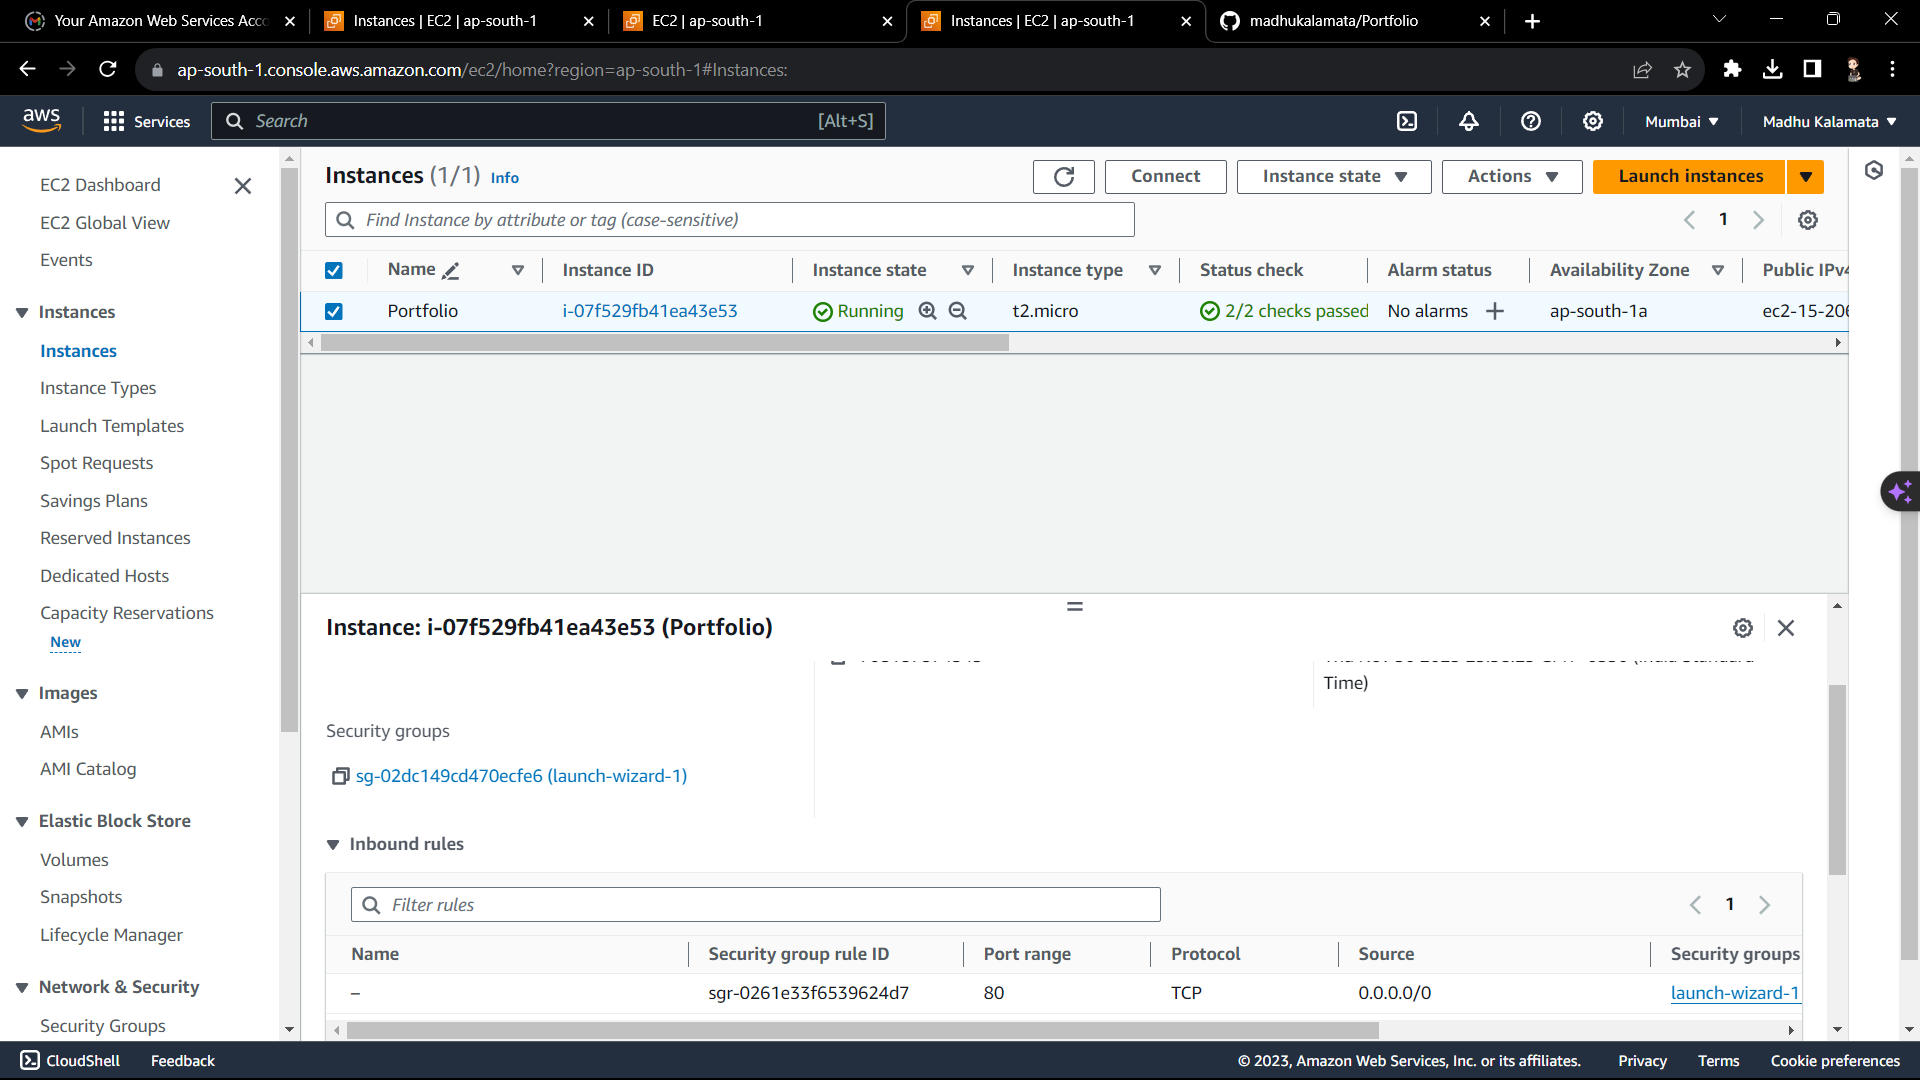 Your Amazon Web Services Acco
Instances | EC2 | ap-south-1
EC2 | ap-south-1
Instances | EC2 | ap-south-1
madhukalamata/Portfolio
ap-south-1.console.aws.amazon.com/ec2/home?region=ap-south-1#Instances:
aws
Services
Search
[Alt+S]
Mumbai
Madhu Kalamata
EC2 Dashboard
EC2 Global View
Events
Instances
Instances
Instance Types
Launch Templates
Spot Requests
Savings Plans
Reserved Instances
Dedicated Hosts
Capacity Reservations
New
Images
AMIs
AMI Catalog
Elastic Block Store
Volumes
Snapshots
Lifecycle Manager
Network & Security
Security Groups
Instances (1/1) Info
Connect
Instance state
Actions
Launch instances
Find Instance by attribute or tag (case-sensitive)
1
Name Instance ID Instance state Instance type Status check Alarm status Availability Zone Public IPv4
Portfolio i-07f529fb41ea43e53 Running t2.micro 2/2 checks passed No alarms ap-south-1a ec2-15-206
Instance: i-07f529fb41ea43e53 (Portfolio)
Time)
Security groups
sg-02dc149cd470ecfe6 (launch-wizard-1)
Inbound rules
Filter rules
1
Name Security group rule ID Port range Protocol Source Security groups
– sgr-0261e33f6539624d7 80 TCP 0.0.0.0/0 launch-wizard-1
CloudShell Feedback © 2023, Amazon Web Services, Inc. or its affiliates. Privacy Terms Cookie preferences